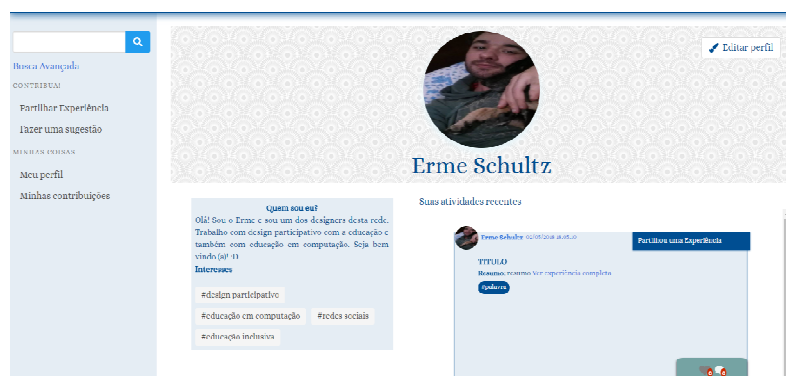 Busca Avançada
CONTRIBUA!
Partilhar Experiência
Fazer uma sugestão
MINHAS COISAS
Meu perfil
Minhas contribuições
Editar perfil
Erme Schultz
Quem sou eu?
Olá! Sou o Erme e sou um dos designers desta rede.
Trabalho com design participativo com a educação e
também com educação em computação. Seja bem
vindo (a)! :D
Interesses
#design participativo
#educação em computação #redes sociais
#educação inclusiva
Suas atividades recentes
Erme Schultz
Partilhou uma Experiência
TITULO
Resumo: resumo Ver experiência completa
#palavra